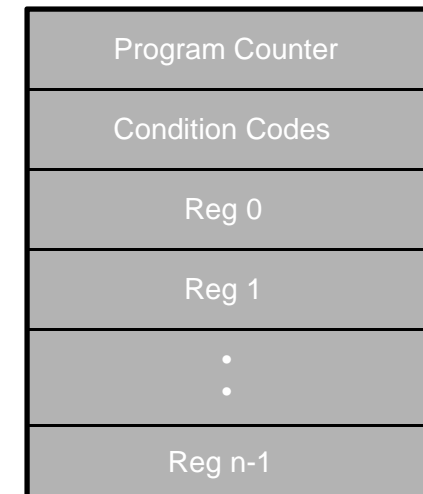 Program Counter
Condition Codes
Reg 0
Reg 1
•
•
Reg n-1